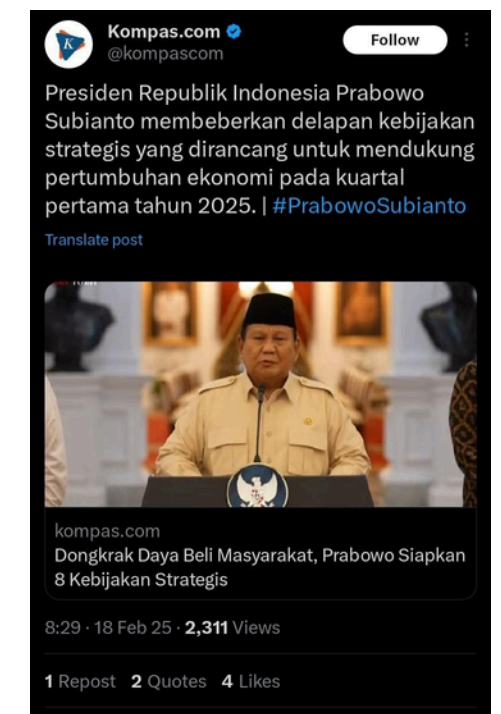 Kompas.com
Follow
@kompascom
Presiden Republik Indonesia Prabowo
Subianto membeberkan delapan kebijakan
strategis yang dirancang untuk mendukung
pertumbuhan ekonomi pada kuartal
pertama tahun 2025. | #PrabowoSubianto
Translate post
kompas.com
Dongkrak Daya Beli Masyarakat, Prabowo Siapkan
8 Kebijakan Strategis
8:29 · 18 Feb 25 · 2,311 Views
1 Repost 2 Quotes 4 Likes